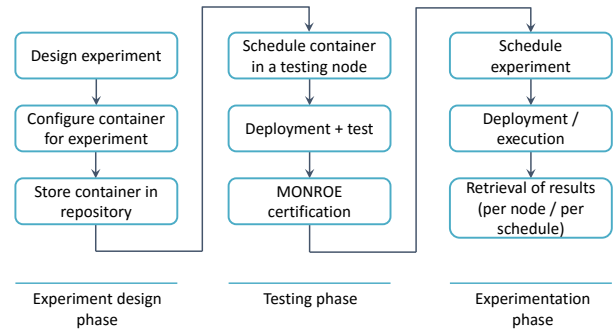 Design experiment
Configure container
for experiment
Store container in
repository
Experiment design
phase
Schedule container
in a testing node
Deployment + test
MONROE
certification
Testing phase
Schedule
experiment
Deployment /
execution
Retrieval of results
(per node / per
schedule)
Experimentation
phase